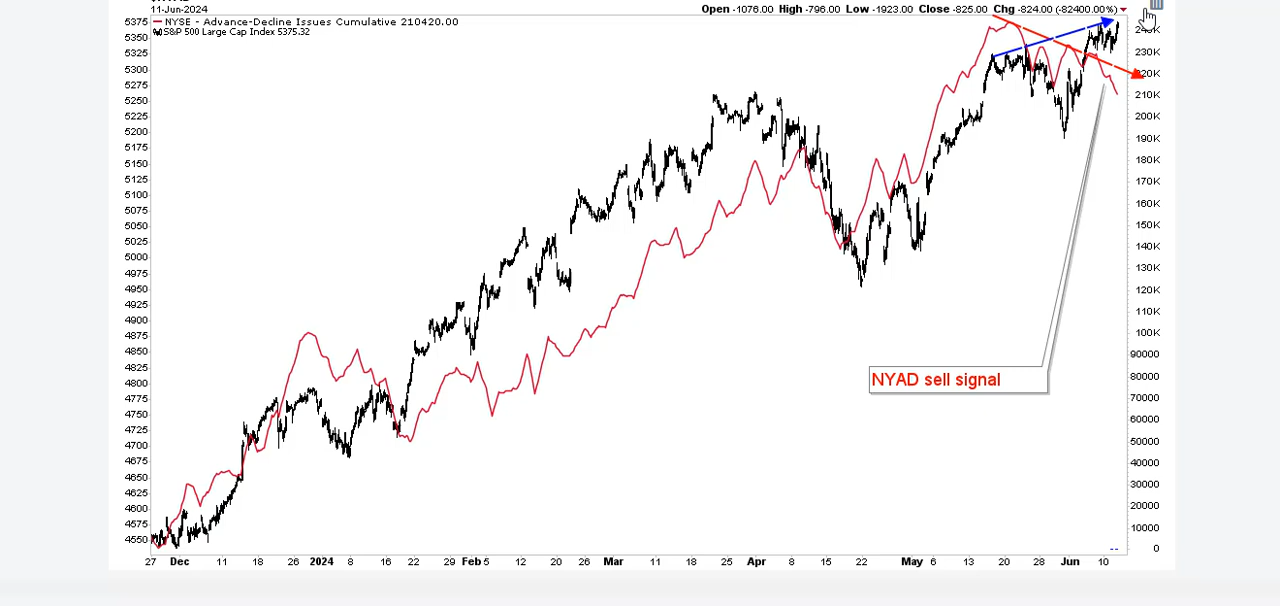 11-Jun-2024 Open -1076.00 High -796.00 Low -1923.00 Close -825.00 Chg -824.00 (-82400.00%)
NYSE - Advance-Decline Issues Cumulative 210420.00
S&P 500 Large Cap Index 5375.32
5375
5350
5325
5300
5275
5250
5225
5200
5175
5150
5125
5100
5075
5050
5025
5000
4975
4950
4925
4900
4875
4850
4825
4800
4775
4750
4725
4700
4675
4650
4625
4600
4575
4550
230K
220K
210K
200K
190K
180K
170K
160K
150K
140K
130K
120K
110K
100K
90000
80000
70000
60000
50000
40000
30000
20000
10000
0
NYAD sell signal
27 Dec 11 18 26 2024 8 16 22 29 Feb 5 12 20 26 Mar 11 18 Apr 8 15 22 May 6 13 20 28 Jun 10